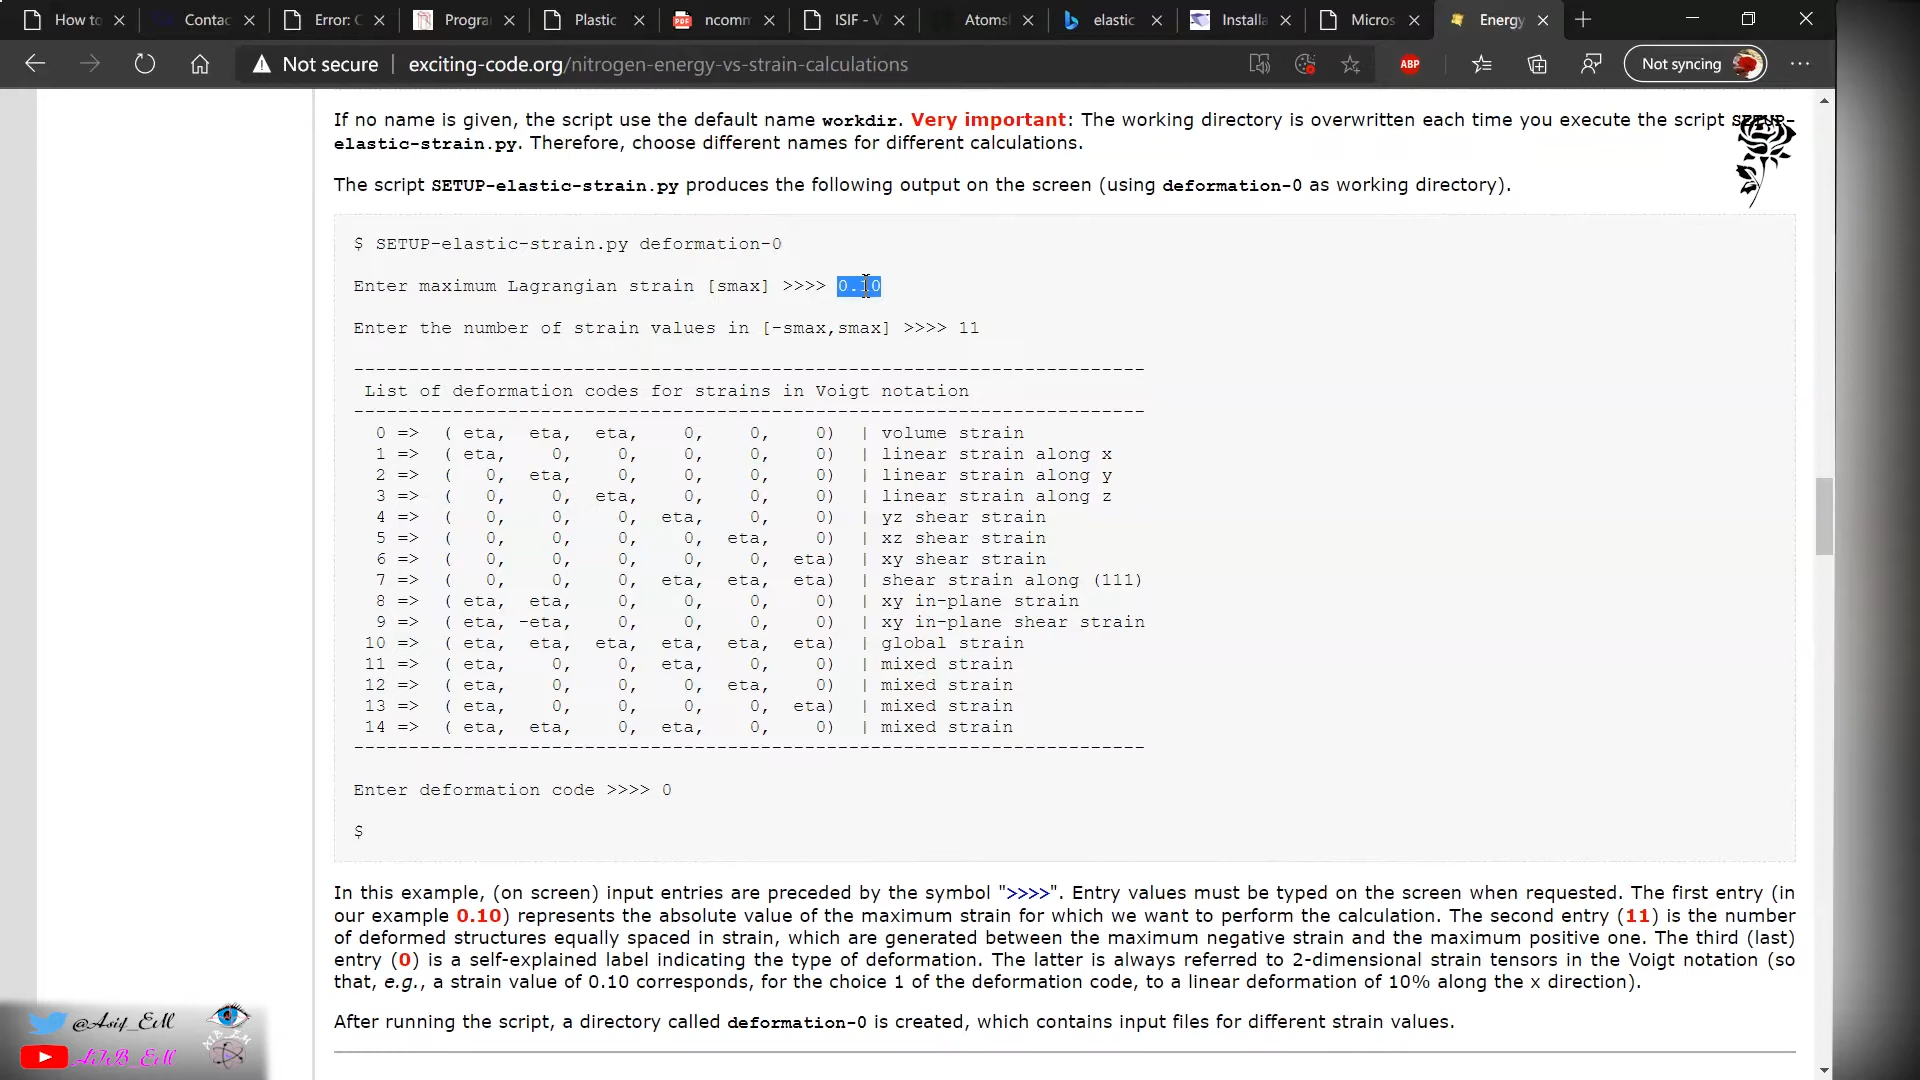 How to
Contac
Error: C
Progra
Plastic
ncomm
ISIF - V
Atoms
elastic
Installa
Micros
Energy
Not secure | exciting-code.org/nitrogen-energy-vs-strain-calculations
ABP
Not syncing
If no name is given, the script use the default name workdir. Very important: The working directory is overwritten each time you execute the script SETUP-
elastic-strain.py. Therefore, choose different names for different calculations.
The script SETUP-elastic-strain.py produces the following output on the screen (using deformation-0 as working directory).
$ SETUP-elastic-strain.py deformation-0
Enter maximum Lagrangian strain [smax] >>>> 0.10
Enter the number of strain values in [-smax,smax] >>>> 11
------------------------------------------------------------------------
List of deformation codes for strains in Voigt notation
------------------------------------------------------------------------
0 => ( eta, eta, eta, 0, 0, 0) | volume strain
1 => ( eta, 0, 0, 0, 0, 0) | linear strain along x
2 => ( 0, eta, 0, 0, 0, 0) | linear strain along y
3 => ( 0, 0, eta, 0, 0, 0) | linear strain along z
4 => ( 0, 0, 0, eta, 0, 0) | yz shear strain
5 => ( 0, 0, 0, 0, eta, 0) | xz shear strain
6 => ( 0, 0, 0, 0, 0, eta) | xy shear strain
7 => ( 0, 0, 0, eta, eta, eta) | shear strain along (111)
8 => ( eta, eta, 0, 0, 0, 0) | xy in-plane strain
9 => ( eta, -eta, 0, 0, 0, 0) | xy in-plane shear strain
10 => ( eta, eta, eta, eta, eta, eta) | global strain
11 => ( eta, 0, 0, eta, 0, 0) | mixed strain
12 => ( eta, 0, 0, 0, eta, 0) | mixed strain
13 => ( eta, 0, 0, 0, 0, eta) | mixed strain
14 => ( eta, eta, 0, eta, 0, 0) | mixed strain
------------------------------------------------------------------------
Enter deformation code >>>> 0
$
In this example, (on screen) input entries are preceded by the symbol ">>>>". Entry values must be typed on the screen when requested. The first entry (in
our example 0.10) represents the absolute value of the maximum strain for which we want to perform the calculation. The second entry (11) is the number
of deformed structures equally spaced in strain, which are generated between the maximum negative strain and the maximum positive one. The third (last)
entry (0) is a self-explained label indicating the type of deformation. The latter is always referred to 2-dimensional strain tensors in the Voigt notation (so
that, e.g., a strain value of 0.10 corresponds, for the choice 1 of the deformation code, to a linear deformation of 10% along the x direction).
After running the script, a directory called deformation-0 is created, which contains input files for different strain values.
@Asif_EM